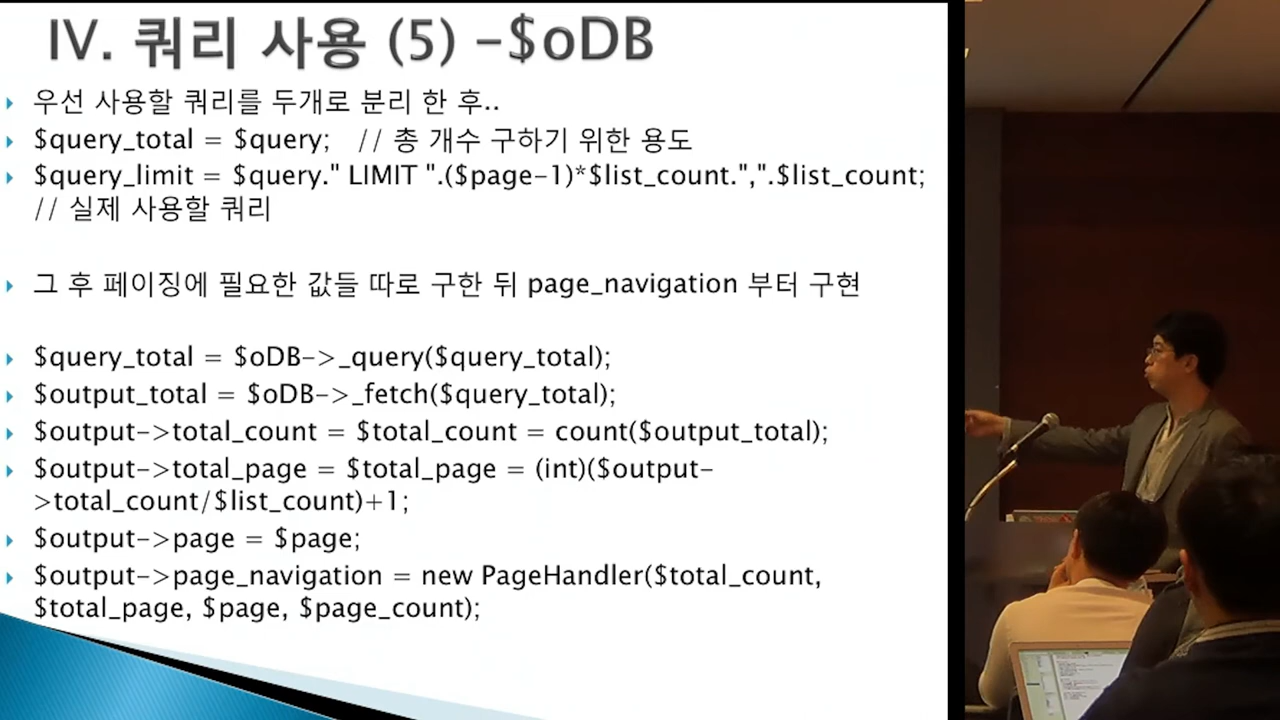 IV. 쿼리 사용 (5) -$oDB
우선 사용할 쿼리를 두개로 분리 한 후..
$query_total = $query; // 총 개수 구하기 위한 용도
$query_limit = $query." LIMIT ".($page-1)*$list_count.",".$list_count;
// 실제 사용할 쿼리
그 후 페이징에 필요한 값들 따로 구한 뒤 page_navigation 부터 구현
$query_total = $oDB->_query($query_total);
$output_total = $oDB->_fetch($query_total);
$output->total_count = $total_count = count($output_total);
$output->total_page = $total_page = (int)($output-
>total_count/$list_count)+1;
$output->page = $page;
$output->page_navigation = new PageHandler($total_count,
$total_page, $page, $page_count);